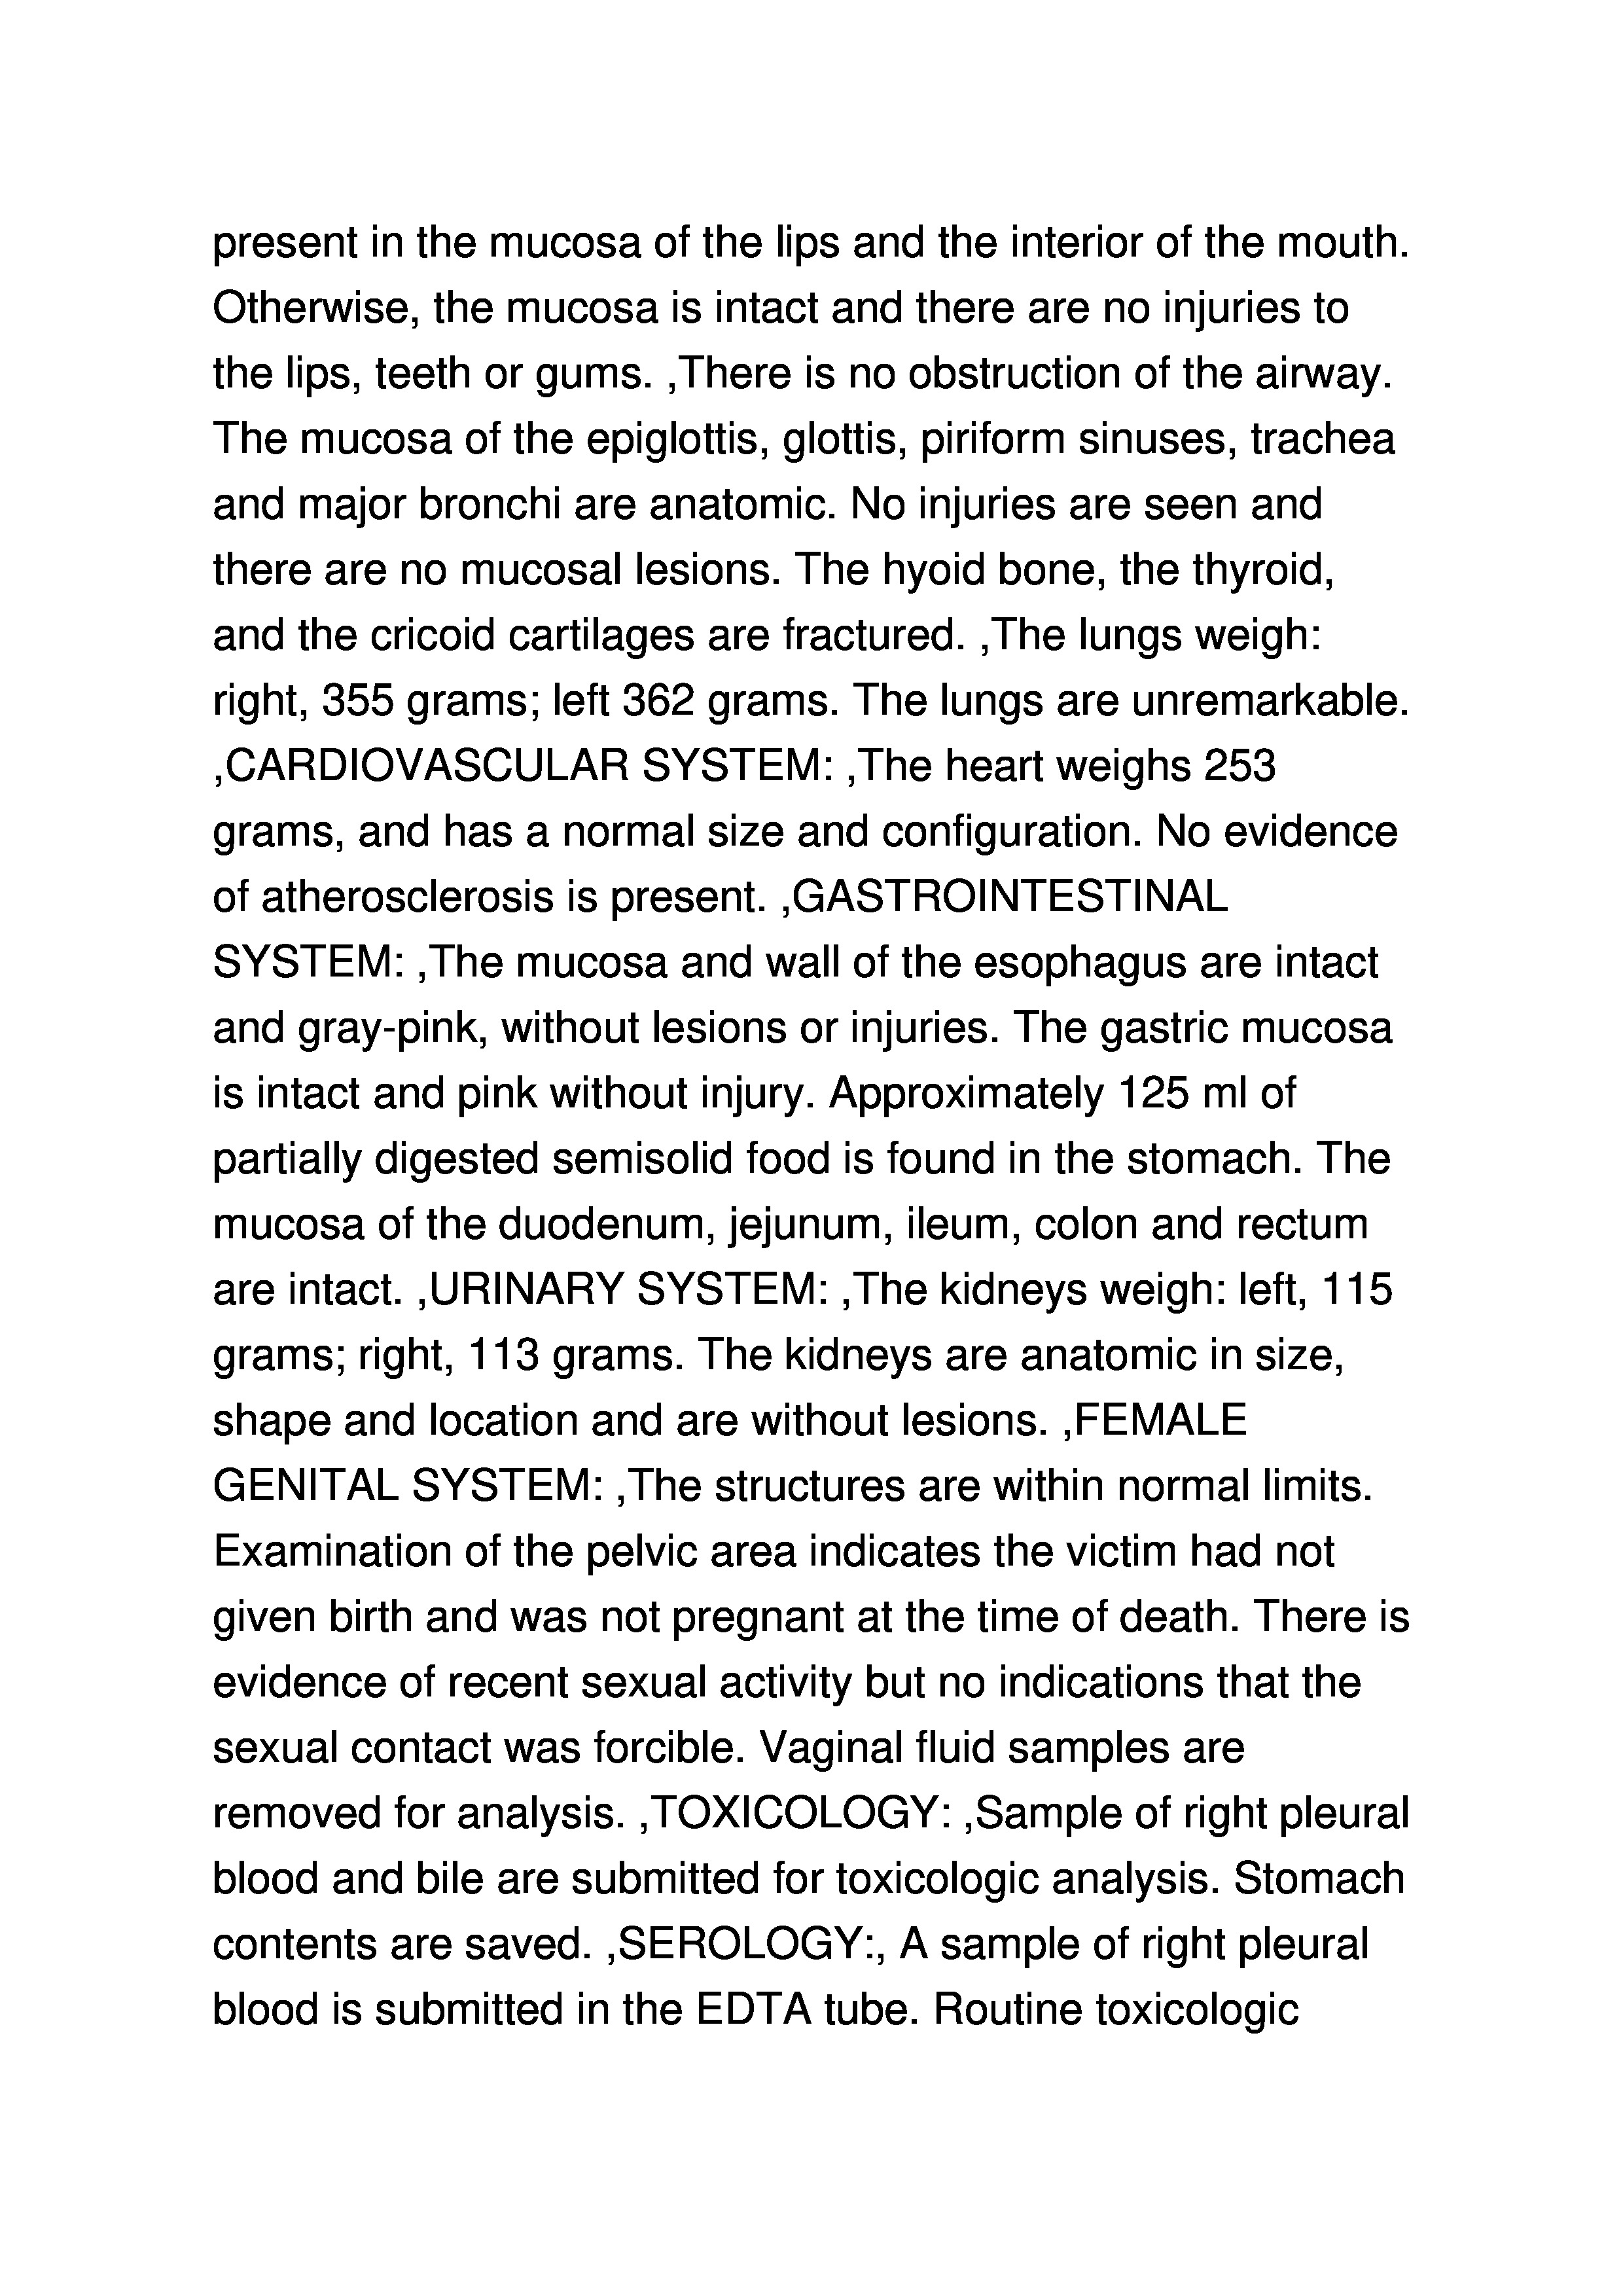 present in the mucosa of the lips and the interior of the mouth.
Otherwise, the mucosa is intact and there are no injuries to
the lips, teeth or gums. ,There is no obstruction of the airway.
The mucosa of the epiglottis, glottis, piriform sinuses, trachea
and major bronchi are anatomic. No injuries are seen and
there are no mucosal lesions. The hyoid bone, the thyroid,
and the cricoid cartilages are fractured. ,The lungs weigh:
right, 355 grams; left 362 grams. The lungs are unremarkable.
,CARDIOVASCULAR SYSTEM: ,The heart weighs 253
grams, and has a normal size and configuration. No evidence
of atherosclerosis is present. ,GASTROINTESTINAL
SYSTEM: ,The mucosa and wall of the esophagus are intact
and gray-pink, without lesions or injuries. The gastric mucosa
is intact and pink without injury. Approximately 125 ml of
partially digested semisolid food is found in the stomach. The
mucosa of the duodenum, jejunum, ileum, colon and rectum
are intact. ,URINARY SYSTEM: ,The kidneys weigh: left, 115
grams; right, 113 grams. The kidneys are anatomic in size,
shape and location and are without lesions. ,FEMALE
GENITAL SYSTEM: ,The structures are within normal limits.
Examination of the pelvic area indicates the victim had not
given birth and was not pregnant at the time of death. There is
evidence of recent sexual activity but no indications that the
sexual contact was forcible. Vaginal fluid samples are
removed for analysis. ,TOXICOLOGY: ,Sample of right pleural
blood and bile are submitted for toxicologic analysis. Stomach
contents are saved. ,SEROLOGY:, A sample of right pleural
blood is submitted in the EDTA tube. Routine toxicologic